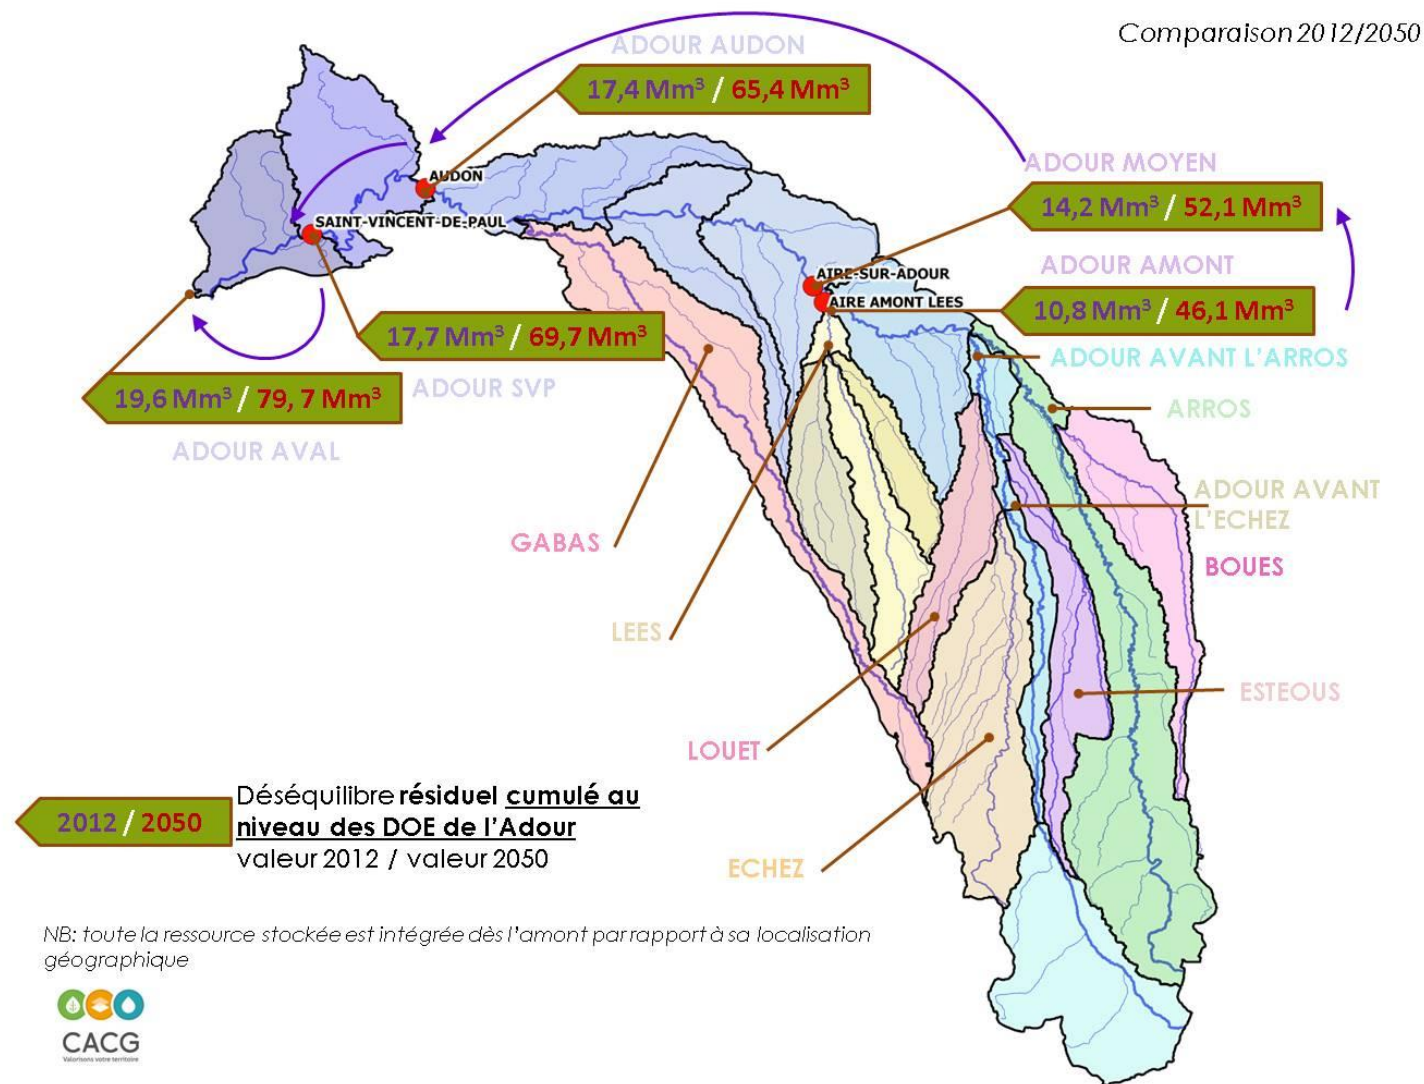 Comparaison 2012/2050
ADOUR AUDON
17,4 Mm³ / 65,4 Mm³
ADOUR MOYEN
14,2 Mm³ / 52,1 Mm³
AUDON
SAINT-VINCENT-DE-PAUL
AIRE-SUR-ADOUR
AIRE AMONT LEES
ADOUR AMONT
10,8 Mm³ / 46,1 Mm³
17,7 Mm³ / 69,7 Mm³
ADOUR SVP
19,6 Mm³ / 79, 7 Mm³
ADOUR AVAL
ADOUR AVANT L'ARROS
ARROS
ADOUR AVANT
L'ECHEZ
GABAS
BOUES
LEES
ESTEOUS
LOUET
ECHEZ
2012 / 2050
Déséquilibre résiduel cumulé au
niveau des DOE de l'Adour
valeur 2012 / valeur 2050
NB: toute la ressource stockée est intégrée dès l'amont par rapport à sa localisation
géographique
CACG
Valorisons votre territoire